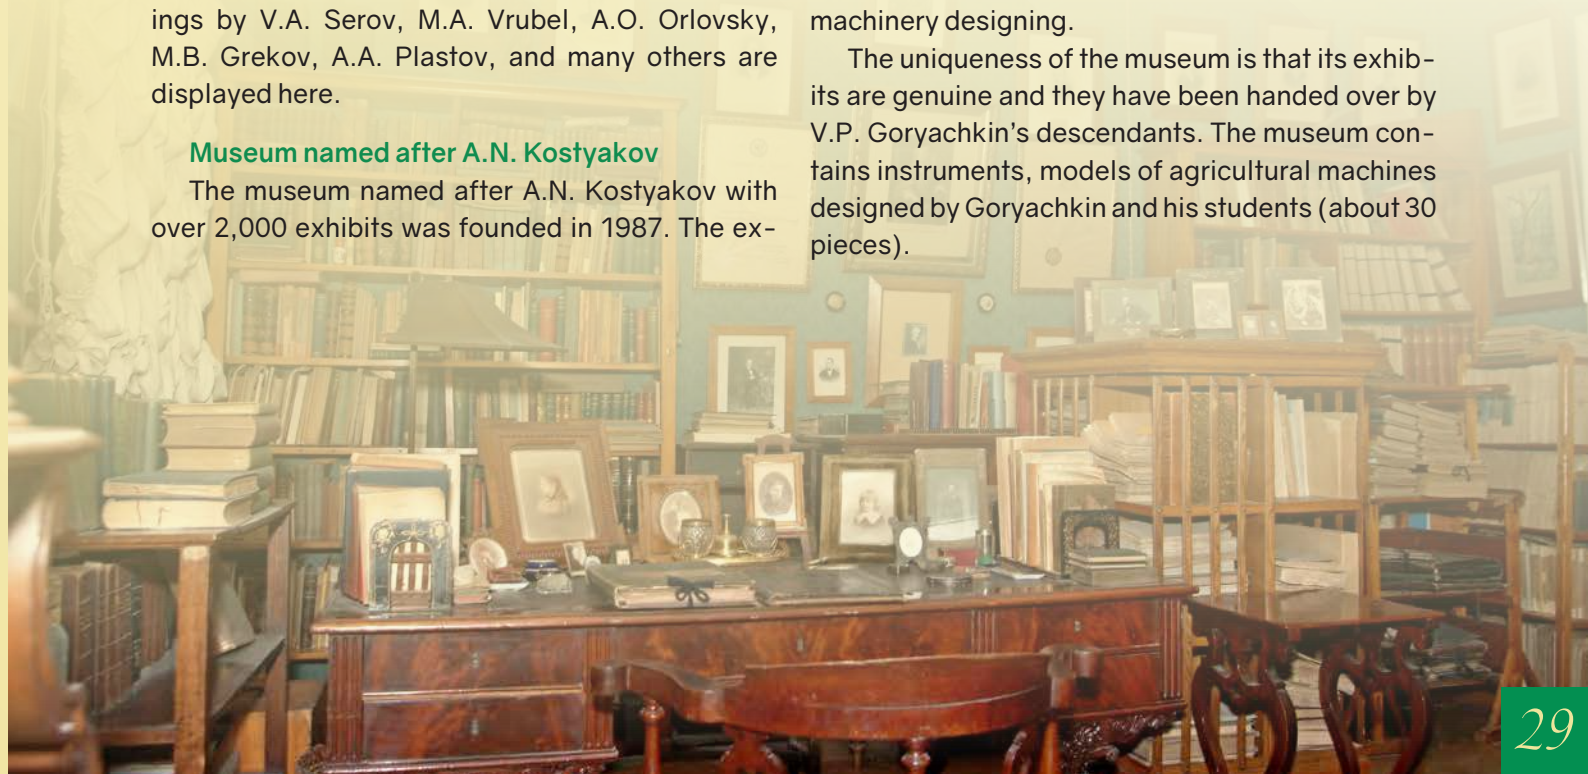 ings by V.A. Serov, M.A. Vrubel, A.O. Orlovsky,
M.B. Grekov, A.A. Plastov, and many others are
displayed here.
Museum named after A.N. Kostyakov
The museum named after A.N. Kostyakov with
over 2,000 exhibits was founded in 1987. The ex-
machinery designing.
The uniqueness of the museum is that its exhib-
its are genuine and they have been handed over by
V.P. Goryachkin's descendants. The museum con-
tains instruments, models of agricultural machines
designed by Goryachkin and his students (about 30
pieces).
29